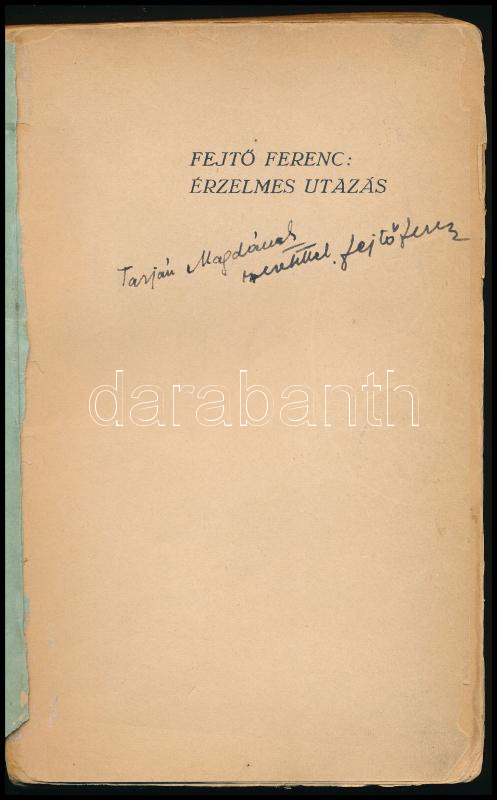 FEJTŐ FERENC:
ÉRZELMES UTAZÁS
Tarján Magdának
szeretettel. Fejtő Ferenc
darabanth